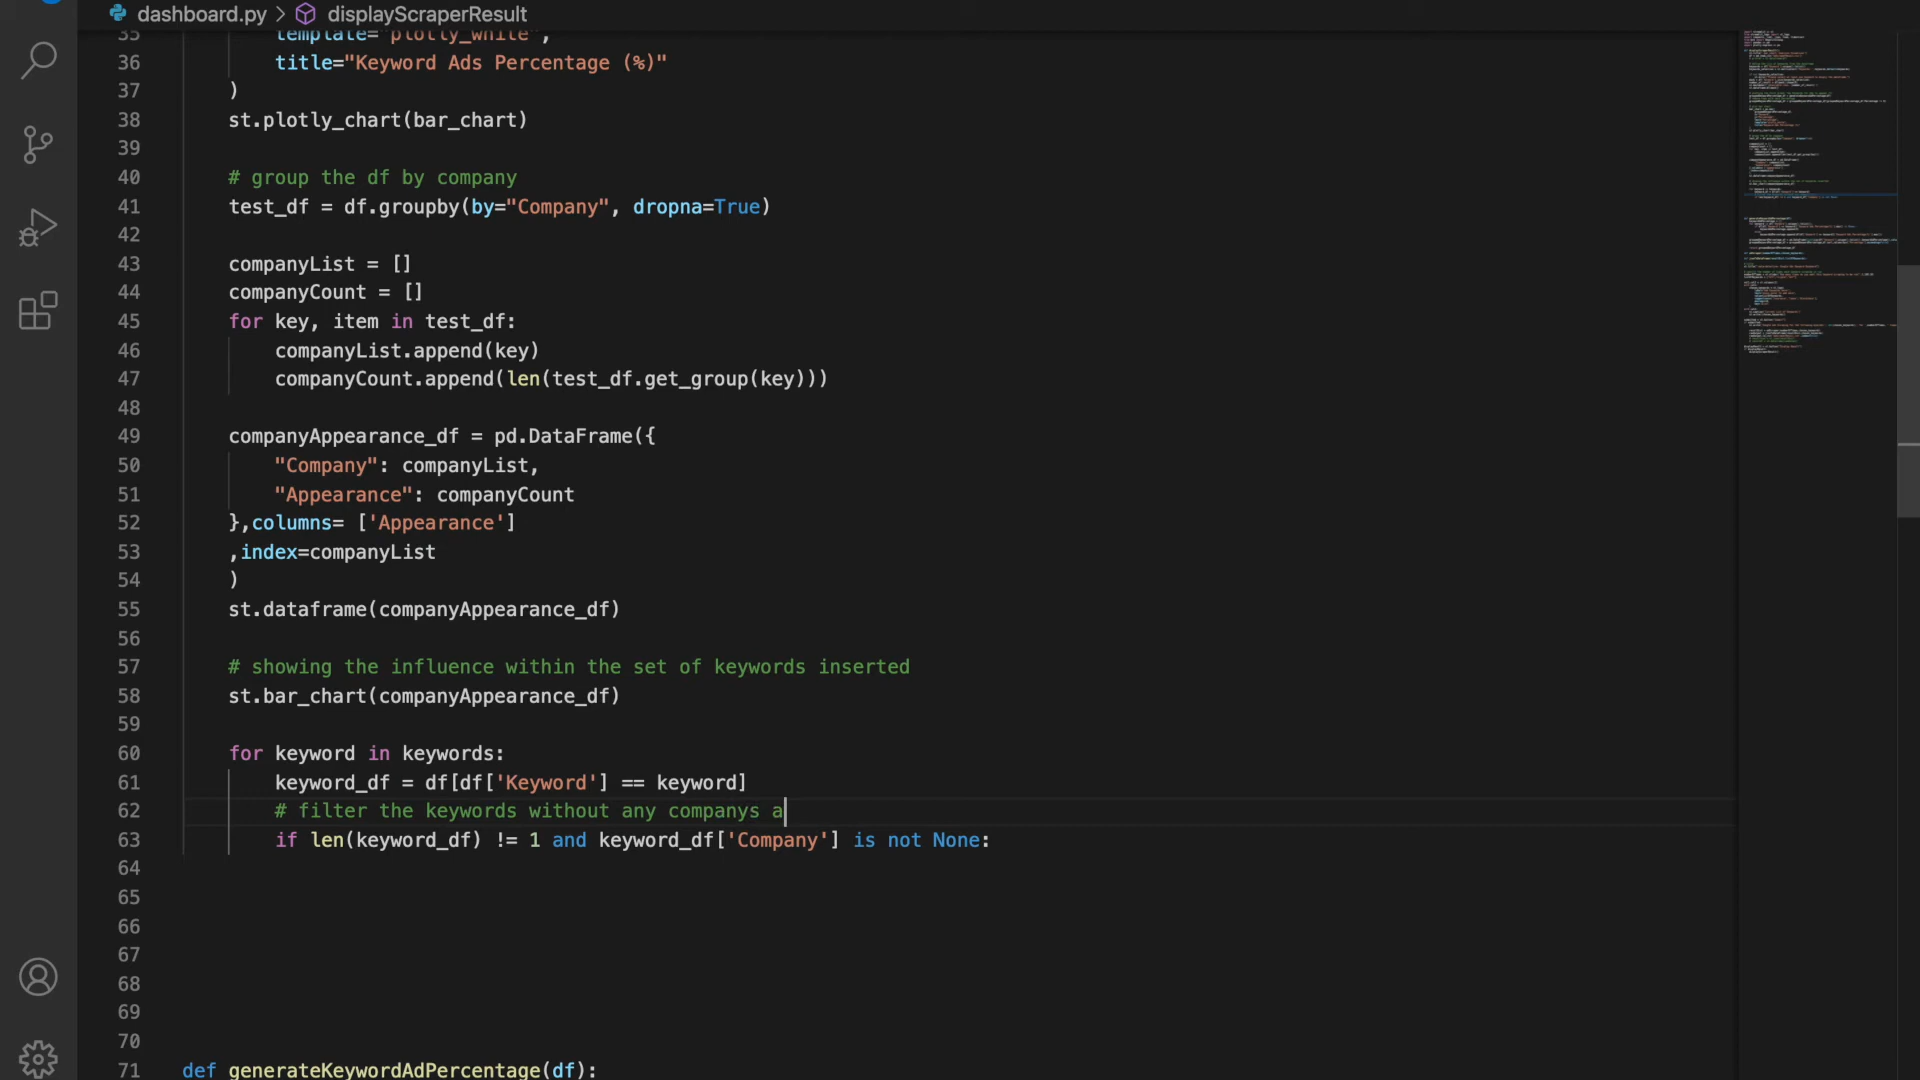 dashboard.py > displayScraperResult
35 template="plotly_white",
36 title="Keyword Ads Percentage (%)"
37 )
38 st.plotly_chart(bar_chart)
39
40 # group the df by company
41 test_df = df.groupby(by="Company", dropna=True)
42
43 companyList = []
44 companyCount = []
45 for key, item in test_df:
46 companyList.append(key)
47 companyCount.append(len(test_df.get_group(key)))
48
49 companyAppearance_df = pd.DataFrame({
50 "Company": companyList,
51 "Appearance": companyCount
52 },columns= ['Appearance']
53 ,index=companyList
54 )
55 st.dataframe(companyAppearance_df)
56
57 # showing the influence within the set of keywords inserted
58 st.bar_chart(companyAppearance_df)
59
60 for keyword in keywords:
61 keyword_df = df[df['Keyword'] == keyword]
62 # filter the keywords without any companys a
63 if len(keyword_df) != 1 and keyword_df['Company'] is not None:
64
65
66
67
68
69
70
71 def generateKeywordAdPercentage(df):